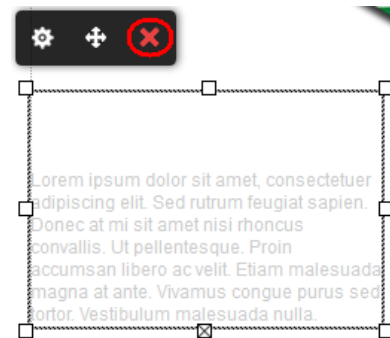 Lorem ipsum dolor sit amet, consectetuer
adipiscing elit. Sed rutrum feugiat sapien.
Donec at mi sit amet nisi rhoncus
convallis. Ut pellentesque. Proin
accumsan libero ac velit. Etiam malesuada
magna at ante. Vivamus congue purus sed
tortor. Vestibulum malesuada nulla.